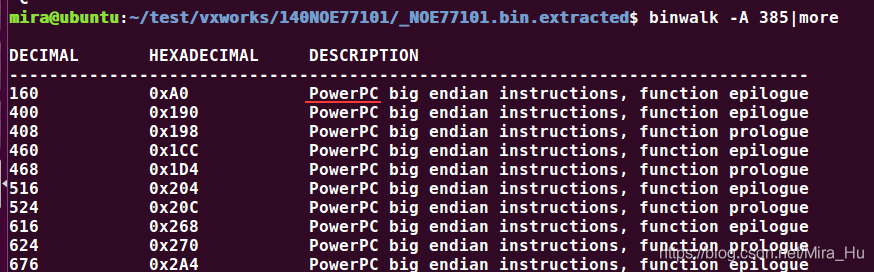 mira@ubuntu:~/test/vxworks/140NOE77101/_NOE77101.bin.extracted$ binwalk -A 385|more
DECIMAL HEXADECIMAL DESCRIPTION
--------------------------------------------------------------------------------
160 0xA0 PowerPC big endian instructions, function epilogue
400 0x190 PowerPC big endian instructions, function epilogue
408 0x198 PowerPC big endian instructions, function prologue
460 0x1CC PowerPC big endian instructions, function epilogue
468 0x1D4 PowerPC big endian instructions, function prologue
516 0x204 PowerPC big endian instructions, function epilogue
524 0x20C PowerPC big endian instructions, function prologue
616 0x268 PowerPC big endian instructions, function epilogue
624 0x270 PowerPC big endian instructions, function prologue
676 0x2A4 PowerPC big endian instructions, function epilogue
https://blog.csdn.net/Mira_Hu